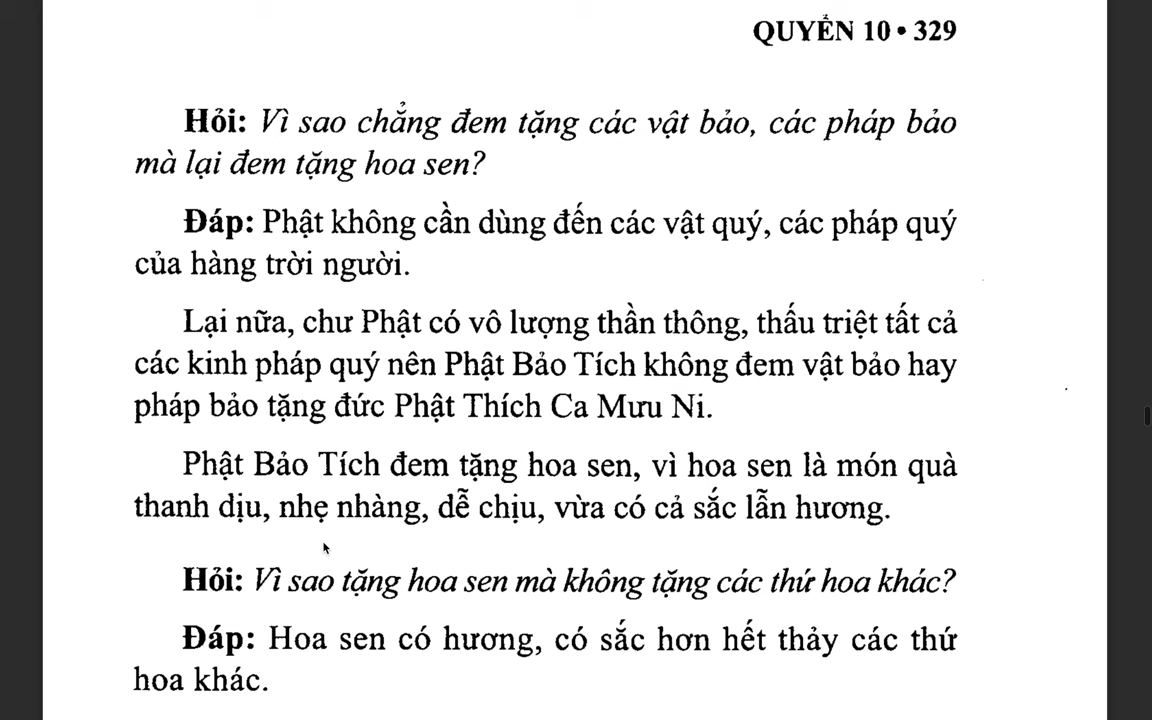 QUYỂN 10 • 329
Hỏi: Vì sao chẳng đem tặng các vật bảo, các pháp bảo
mà lại đem tặng hoa sen?
Đáp: Phật không cần dùng đến các vật quý, các pháp quý
của hàng trời người.
Lại nữa, chư Phật có vô lượng thần thông, thấu triệt tất cả
các kinh pháp quý nên Phật Bảo Tích không đem vật bảo hay
pháp bảo tặng đức Phật Thích Ca Mưu Ni.
Phật Bảo Tích đem tặng hoa sen, vì hoa sen là món quà
thanh dịu, nhẹ nhàng, dễ chịu, vừa có cả sắc lẫn hương.
Hỏi: Vì sao tặng hoa sen mà không tặng các thứ hoa khác?
Đáp: Hoa sen có hương, có sắc hơn hết thảy các thứ
hoa khác.